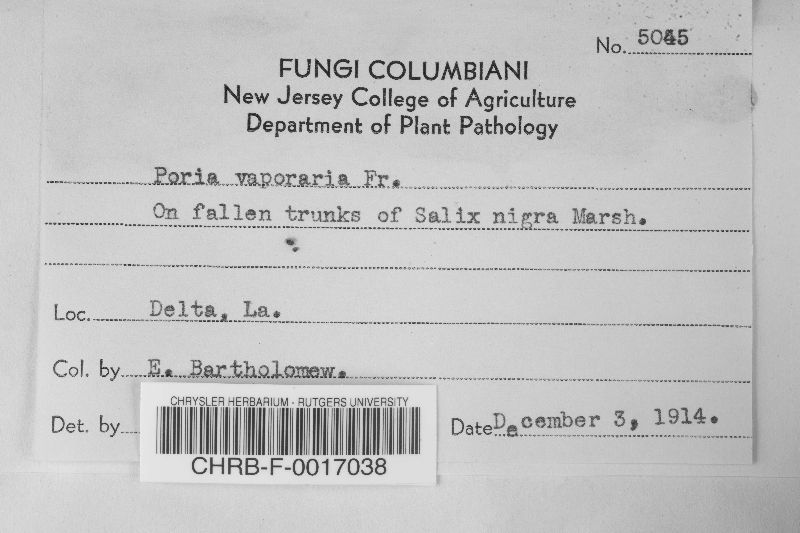 No. 5045
FUNGI COLUMBIANI
New Jersey College of Agriculture
Department of Plant Pathology
Poria vaporaria Fr.
On fallen trunks of Salix nigra Marsh.
Loc. Delta, La.
Col. by E. Bartholomew.
Det. by
Date December 3, 1914.
CHRYSLER HERBARIUM - RUTGERS UNIVERSITY
CHRB-F-0017038